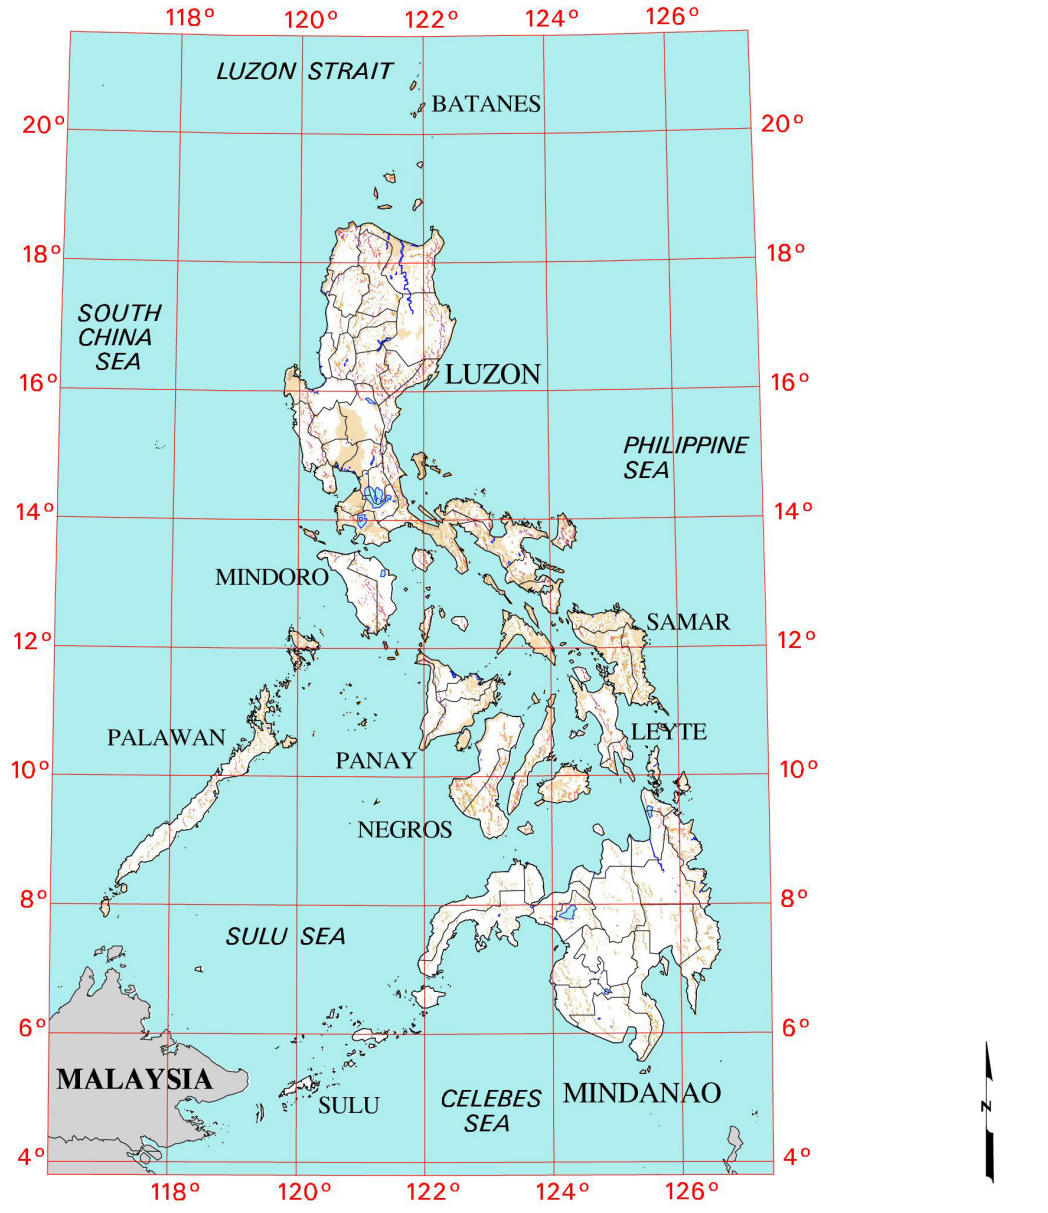 118° 120° 122° 124° 126°
LUZON STRAIT
BATANES
20° 20°
18° 18°
SOUTH
CHINA
SEA
LUZON
16° 16°
PHILIPPINE
SEA
14° 14°
MINDORO
SAMAR
12° 12°
PALAWAN
LEYTE
PANAY
10° 10°
NEGROS
8° 8°
SULU SEA
6° 6°
MALAYSIA
SULU
CELEBES
SEA
MINDANAO
N
4° 4°
118° 120° 122° 124° 126°